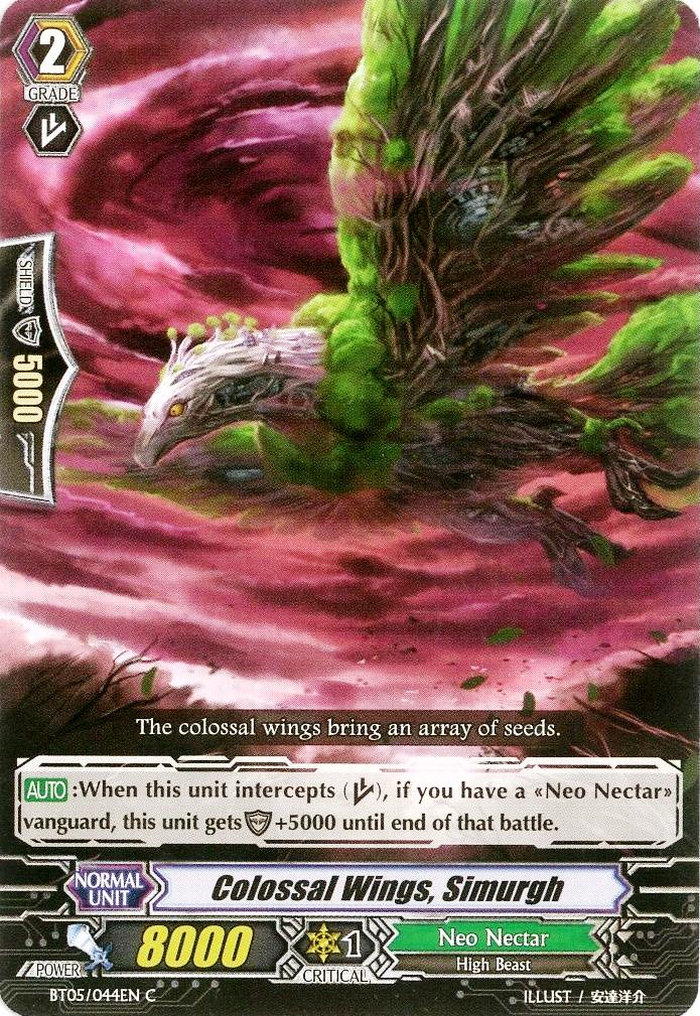 2
GRADE
SHIELD
5000
The colossal wings bring an array of seeds.
AUTO:When this unit intercepts ( ), if you have a «Neo Nectar»
vanguard, this unit gets +5000 until end of that battle.
NORMAL
UNIT
Colossal Wings, Simurgh
POWER
8000
1
CRITICAL
Neo Nectar
High Beast
BT05/044EN C
ILLUST / 安達洋介